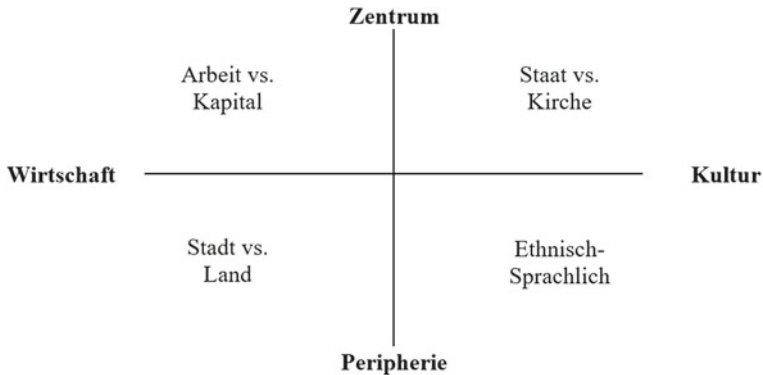 Zentrum
Arbeit vs.
Kapital
Staat vs.
Kirche
Wirtschaft
Kultur
Stadt vs.
Land
Ethnisch-
Sprachlich
Peripherie